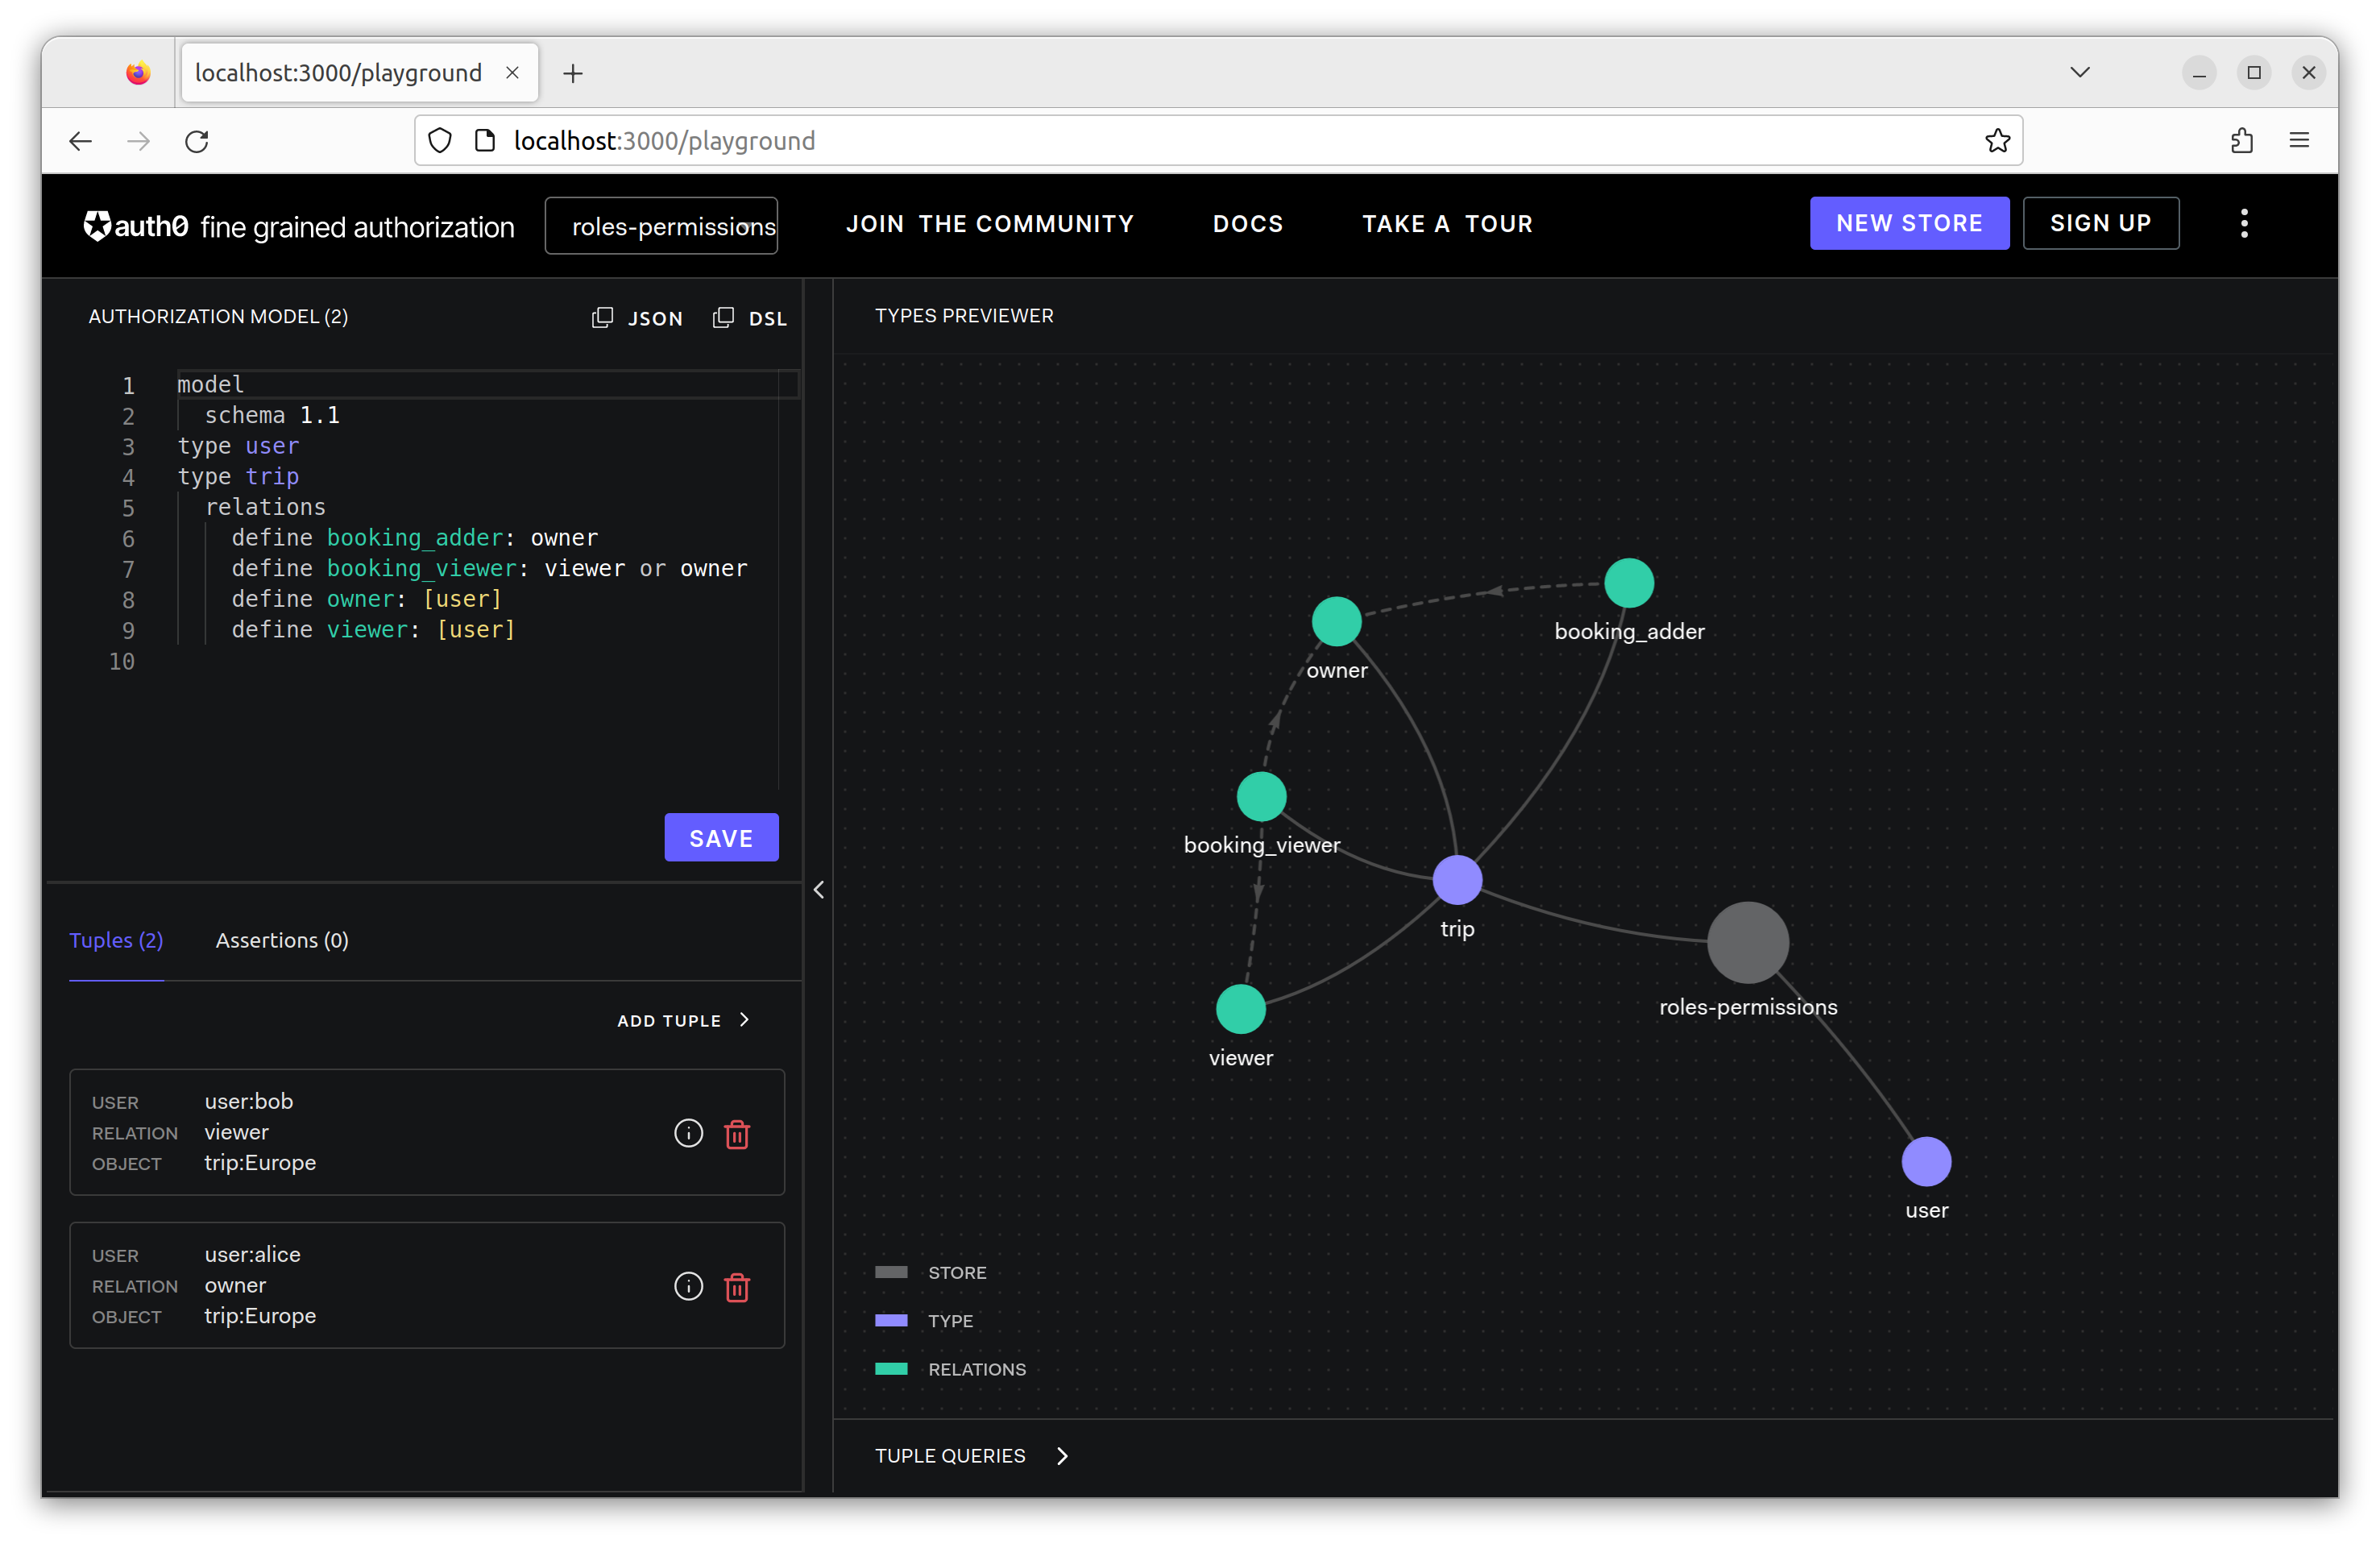 localhost:3000/playground
localhost:3000/playground
auth0 fine grained authorization
roles-permissions
JOIN THE COMMUNITY
DOCS
TAKE A TOUR
NEW STORE
SIGN UP
AUTHORIZATION MODEL (2)
JSON
DSL
1 model
2 schema 1.1
3 type user
4 type trip
5 relations
6 define booking_adder: owner
7 define booking_viewer: viewer or owner
8 define owner: [user]
9 define viewer: [user]
10
SAVE
Tuples (2)
Assertions (0)
ADD TUPLE
USER user:bob
RELATION viewer
OBJECT trip:Europe
USER user:alice
RELATION owner
OBJECT trip:Europe
TYPES PREVIEWER
booking_adder
owner
booking_viewer
trip
roles-permissions
viewer
user
STORE
TYPE
RELATIONS
TUPLE QUERIES